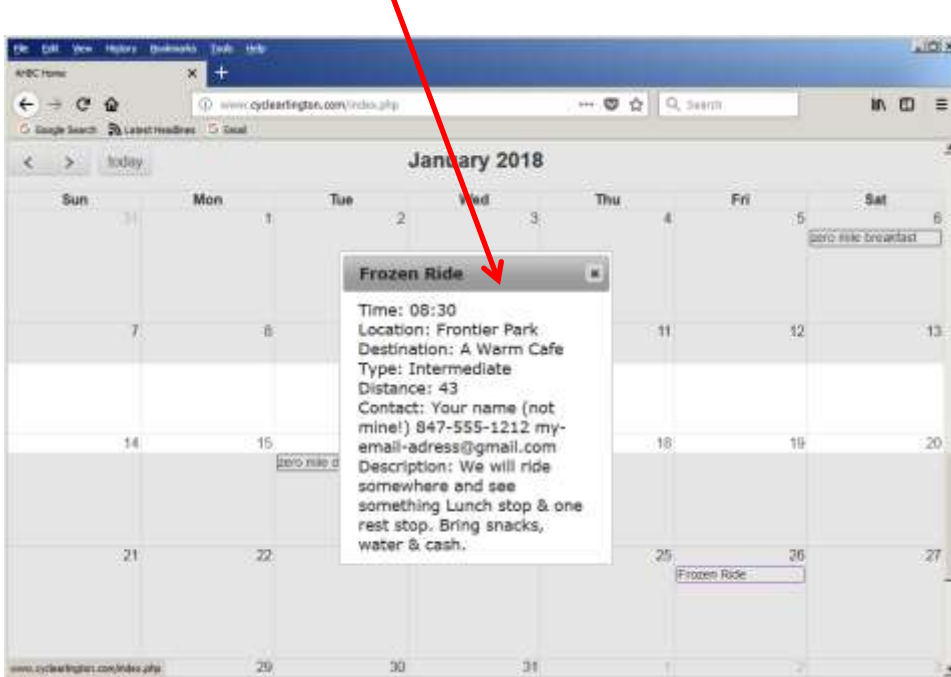 File Edit View History Bookmarks Tools Help
AHBC Home × +
www.cyclearlington.com/index.php Search
Google Search Latest Headlines Gmail
< > today January 2018
Sun Mon Tue Wed Thu Fri Sat
31 1 2 3 4 5 6
zero mile breakfast
Frozen Ride
Time: 08:30
Location: Frontier Park
Destination: A Warm Cafe
Type: Intermediate
Distance: 43
Contact: Your name (not
mine!) 847-555-1212 my-
email-adress@gmail.com
Description: We will ride
somewhere and see
something Lunch stop & one
rest stop. Bring snacks,
water & cash.
7 8 11 12 13
14 15 18 19 20
zero mile
21 22 25 26 27
Frozen Ride
29 30 31 1 2 3
www.cyclearlington.com/index.php